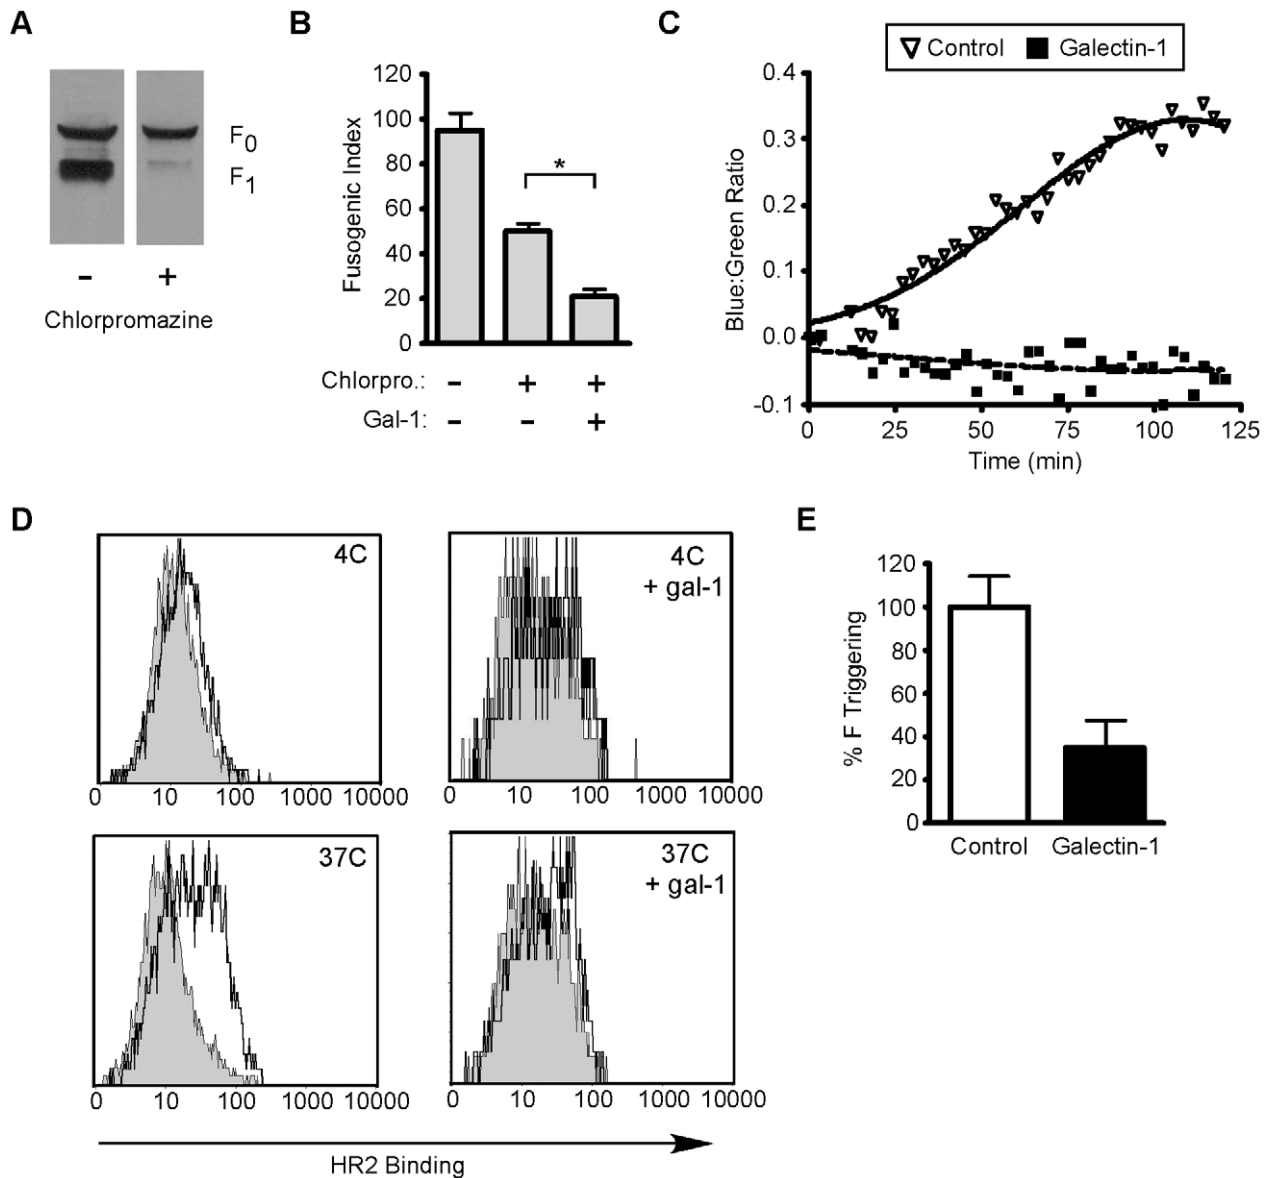 A
F0
F1
- +
Chlorpromazine
B
Fusogenic Index
120
100
80
60
40
20
0
*
Chlorpro.: - + +
Gal-1: - - +
C
Control Galectin-1
Blue:Green Ratio
0.4
0.3
0.2
0.1
0.0
-0.1
0 25 50 75 100 125
Time (min)
D
4C
0 10 100 1000 10000
4C
+ gal-1
0 10 100 1000 10000
37C
0 10 100 1000 10000
37C
+ gal-1
0 10 100 1000 10000
HR2 Binding
E
% F Triggering
120
100
80
60
40
20
0
Control Galectin-1